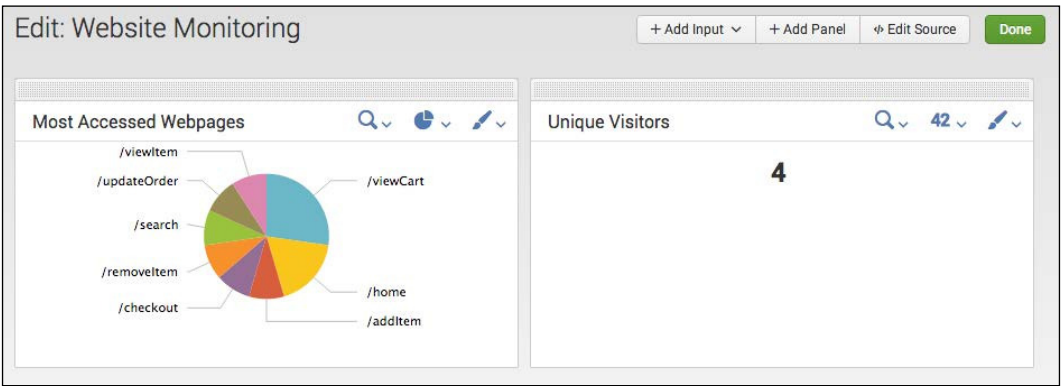 Edit: Website Monitoring
+ Add Input
+ Add Panel
</> Edit Source
Done
Most Accessed Webpages
Unique Visitors
42
/viewItem
/updateOrder
/viewCart
/search
/removeItem
/checkout
/home
/addItem
4